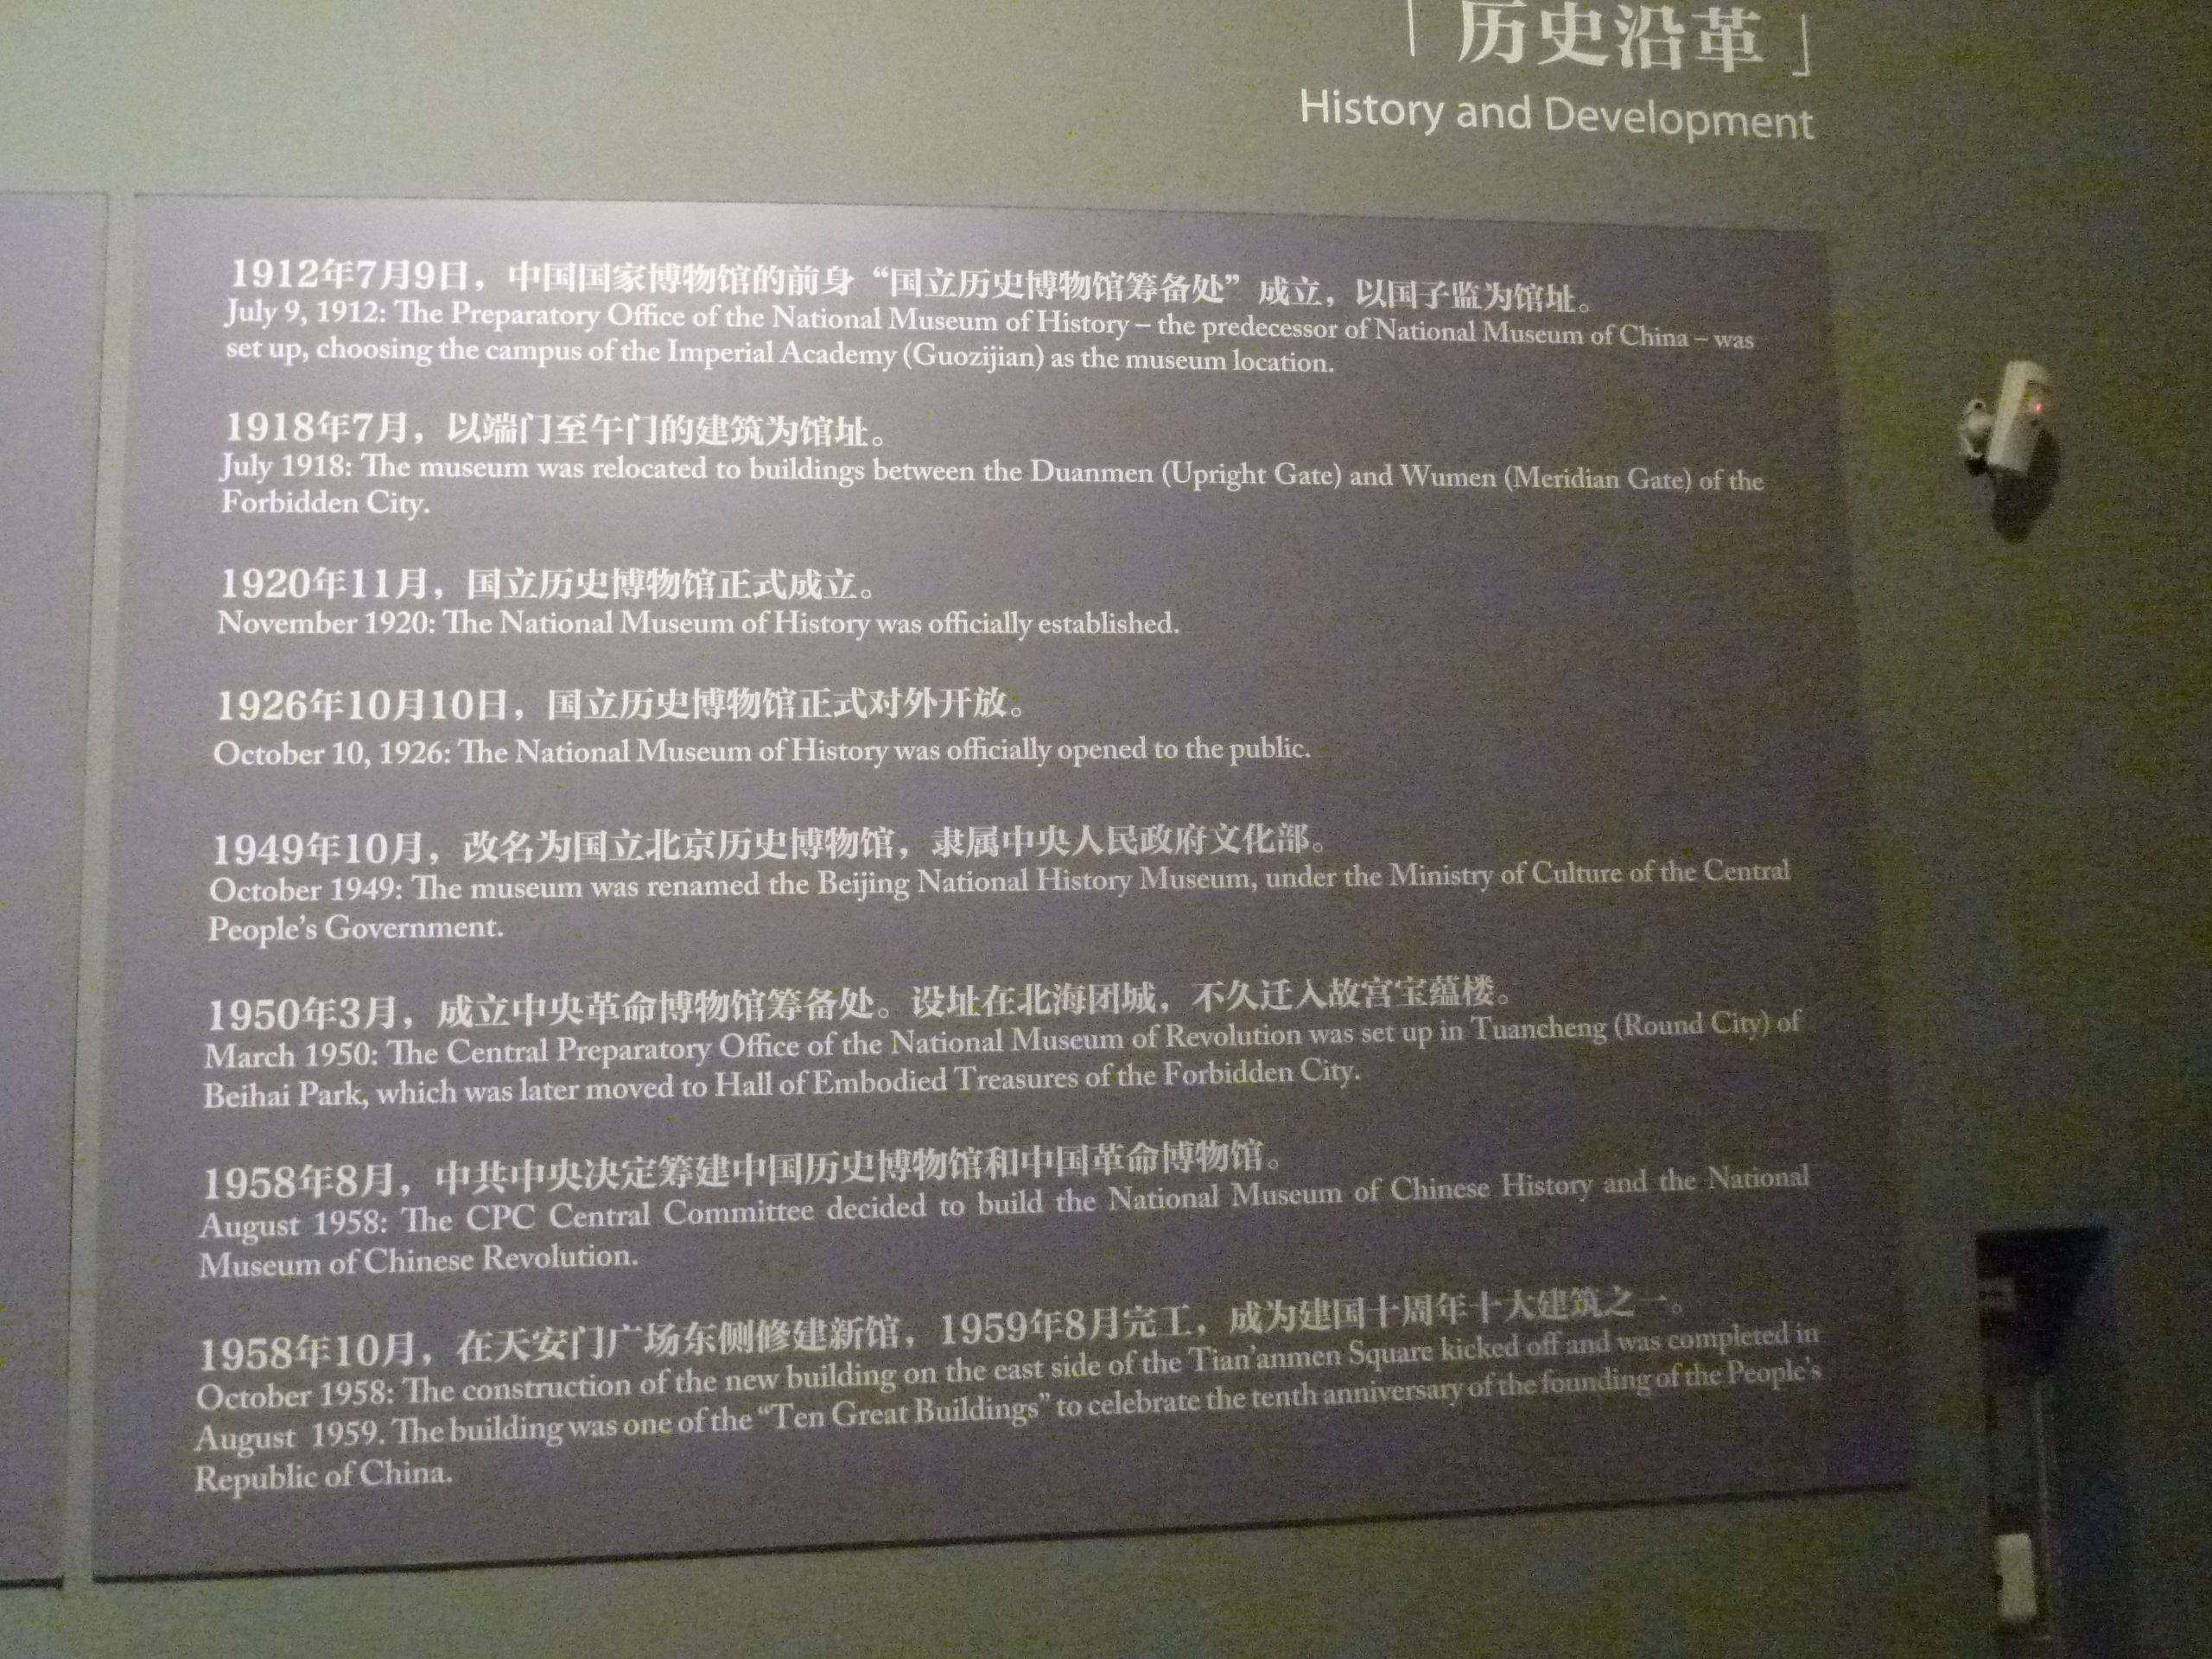 「历史沿革」
History and Development
1912年7月9日，中国国家博物馆的前身“国立历史博物馆筹备处”成立，以国子监为馆址。
July 9, 1912: The Preparatory Office of the National Museum of History – the predecessor of National Museum of China – was
set up, choosing the campus of the Imperial Academy (Guozijian) as the museum location.
1918年7月，以端门至午门的建筑为馆址。
July 1918: The museum was relocated to buildings between the Duanmen (Upright Gate) and Wumen (Meridian Gate) of the
Forbidden City.
1920年11月，国立历史博物馆正式成立。
November 1920: The National Museum of History was officially established.
1926年10月10日，国立历史博物馆正式对外开放。
October 10, 1926: The National Museum of History was officially opened to the public.
1949年10月，改名为国立北京历史博物馆，隶属中央人民政府文化部。
October 1949: The museum was renamed the Beijing National History Museum, under the Ministry of Culture of the Central
People’s Government.
1950年3月，成立中央革命博物馆筹备处。设址在北海团城，不久迁入故宫宝蕴楼。
March 1950: The Central Preparatory Office of the National Museum of Revolution was set up in Tuancheng (Round City) of
Beihai Park, which was later moved to Hall of Embodied Treasures of the Forbidden City.
1958年8月，中共中央决定筹建中国历史博物馆和中国革命博物馆。
August 1958: The CPC Central Committee decided to build the National Museum of Chinese History and the National
Museum of Chinese Revolution.
1958年10月，在天安门广场东侧修建新馆，1959年8月完工，成为建国十周年十大建筑之一。
October 1958: The construction of the new building on the east side of the Tian’anmen Square kicked off and was completed in
August 1959. The building was one of the “Ten Great Buildings” to celebrate the tenth anniversary of the founding of the People’s
Republic of China.